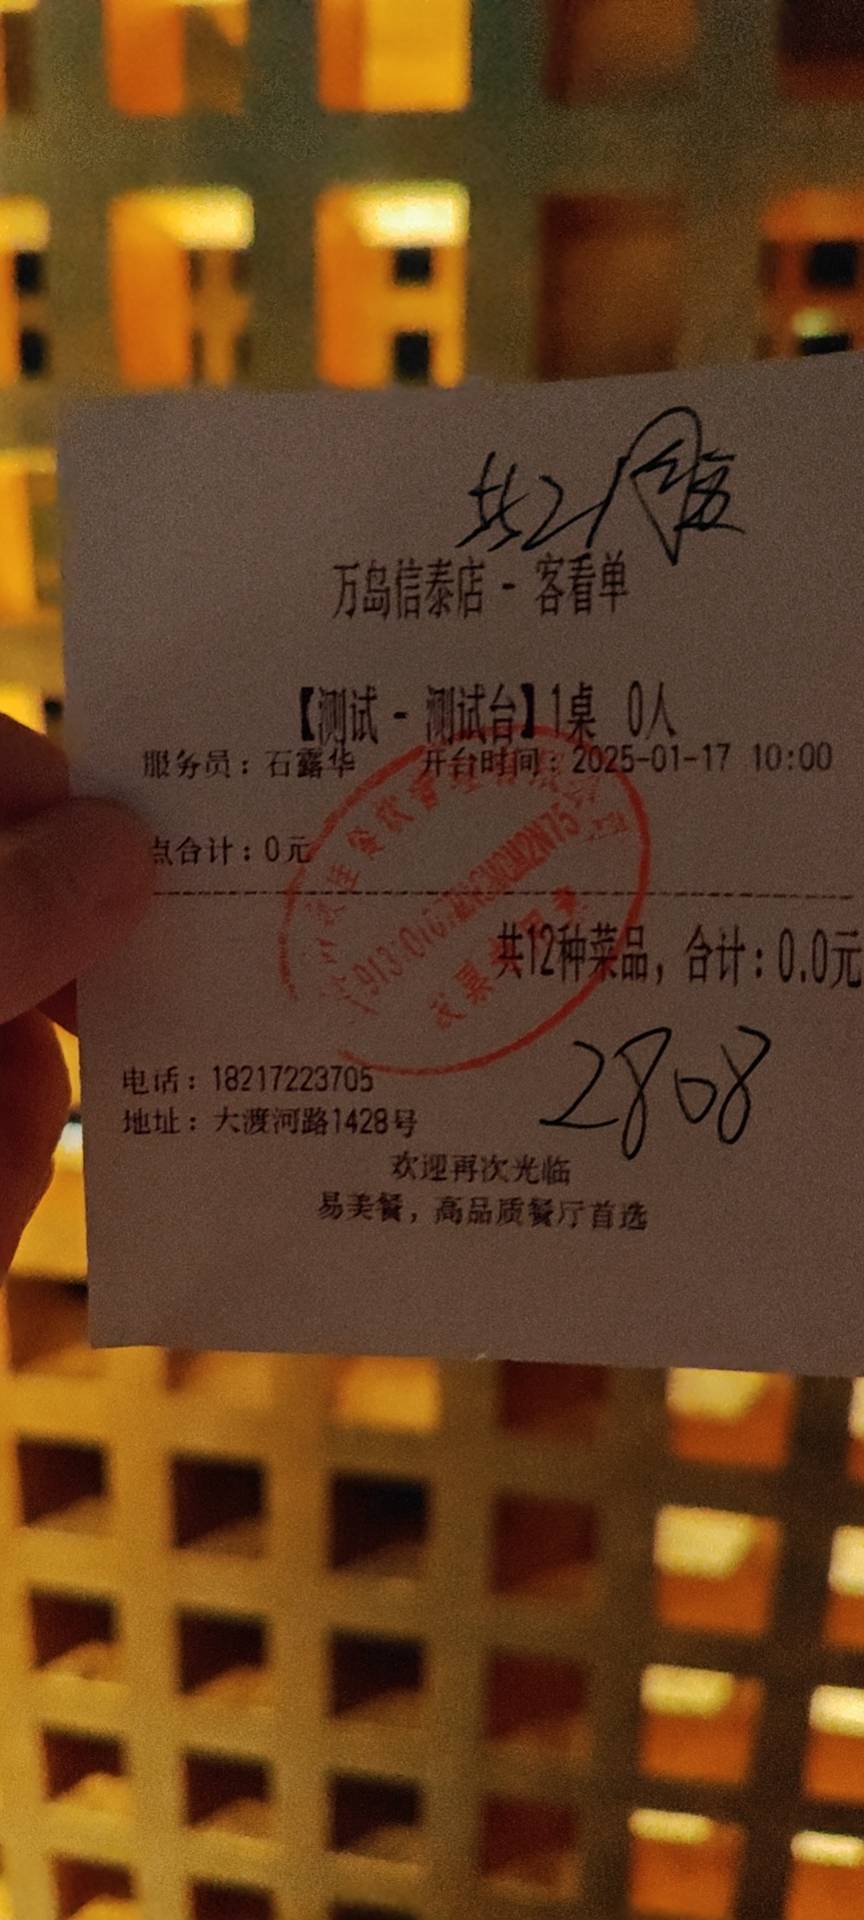 万岛信泰店 - 客看单
【测试 - 测试台】1桌 0人
服务员：石露华 开台时间：2025-01-17 10:00
点合计：0元
共12种菜品，合计：0.0元
2808
电话：18217223705
地址：大渡河路1428号
欢迎再次光临
易美餐，高品质餐厅首选